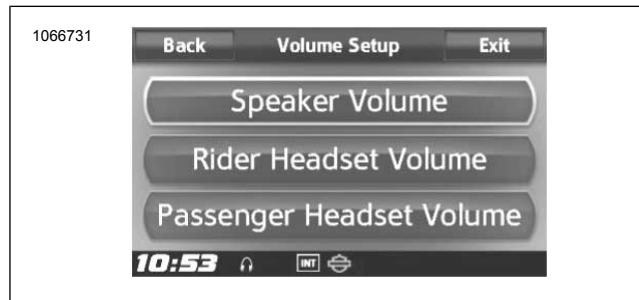 1066731
Back Volume Setup Exit
Speaker Volume
Rider Headset Volume
Passenger Headset Volume
10:53 INT